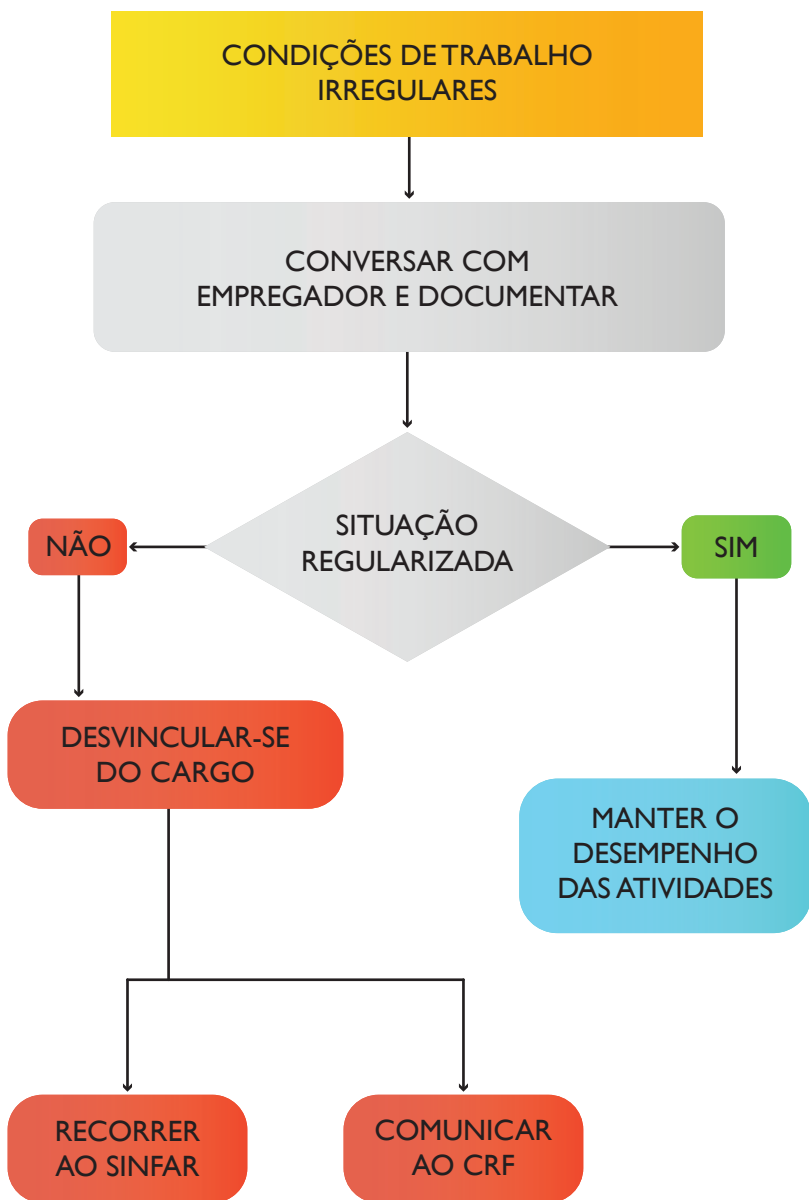 CONDIÇÕES DE TRABALHO
IRREGULARES
CONVERSAR COM
EMPREGADOR E DOCUMENTAR
SITUAÇÃO
REGULARIZADA
NÃO
SIM
DESVINCULAR-SE
DO CARGO
MANTER O
DESEMPENHO
DAS ATIVIDADES
RECORRER
AO SINFAR
COMUNICAR
AO CRF